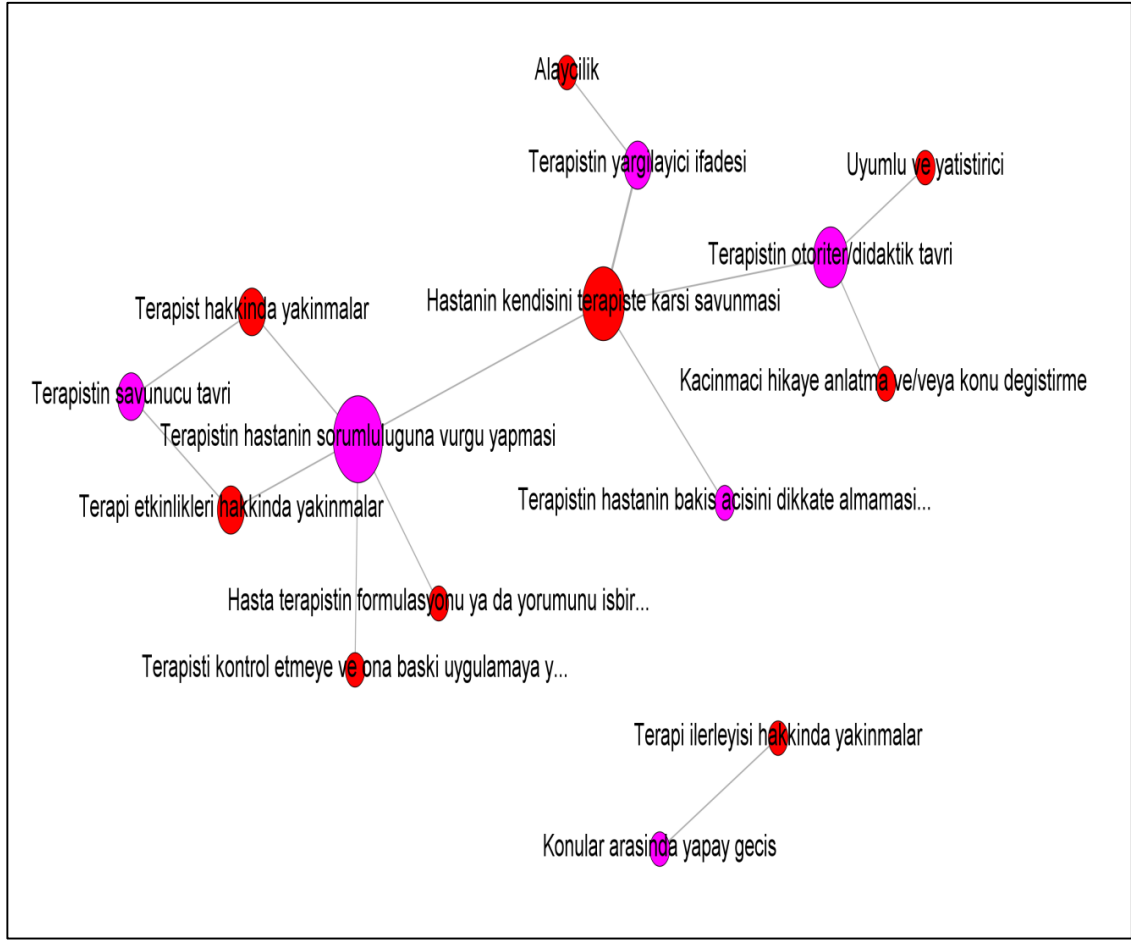 Alaycilik
Terapistin yargilayici ifadesi
Uyumlu ve yatistirici
Terapistin otoriter/didaktik tavri
Hastanin kendisini terapiste karsi savunmasi
Terapist hakkinda yakinmalar
Kacinmaci hikaye anlatma ve/veya konu degistirme
Terapistin savunucu tavri
Terapistin hastanin sorumluluguna vurgu yapmasi
Terapistin hastanin bakis acisini dikkate almamasi...
Terapi etkinlikleri hakkinda yakinmalar
Hasta terapistin formulasyonu ya da yorumunu isbir...
Terapisti kontrol etmeye ve ona baski uygulamaya y...
Terapi ilerleyisi hakkinda yakinmalar
Konular arasinda yapay gecis